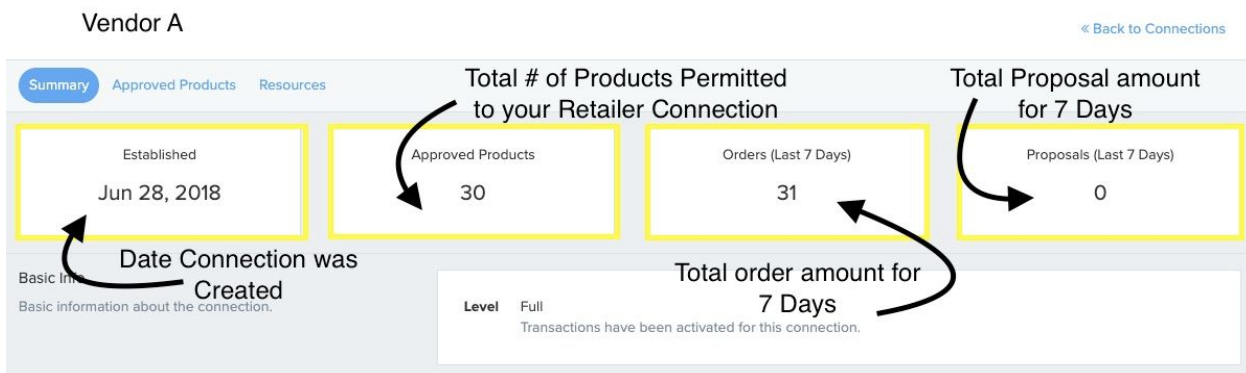 Vendor A
« Back to Connections
Summary Approved Products Resources
Total # of Products Permitted
to your Retailer Connection
Total Proposal amount
for 7 Days
Established
Jun 28, 2018
Approved Products
30
Orders (Last 7 Days)
31
Proposals (Last 7 Days)
0
Date Connection was
Created
Total order amount for
7 Days
Basic Info
Basic information about the connection.
Level Full
Transactions have been activated for this connection.